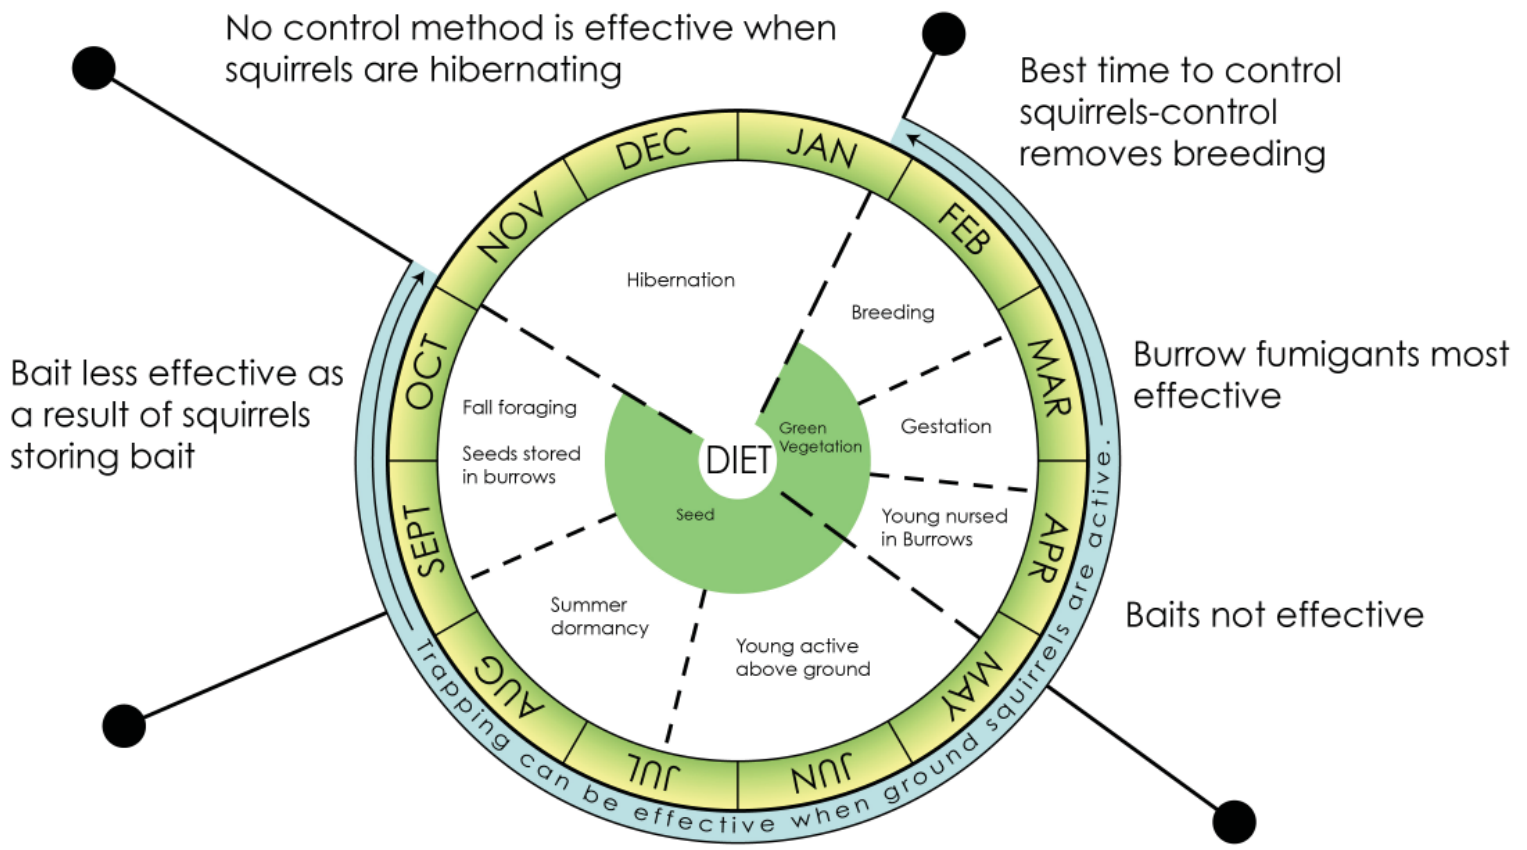 No control method is effective when
squirrels are hibernating
Best time to control
squirrels-control
removes breeding
Burrow fumigants most
effective
Baits not effective
Bait less effective as
a result of squirrels
storing bait
JAN
FEB
MAR
APR
MAY
JUN
JUL
AUG
SEPT
OCT
NOV
DEC
Hibernation
Breeding
Gestation
Young nursed
in Burrows
Young active
above ground
Summer
dormancy
Fall foraging
Seeds stored
in burrows
DIET
Green
Vegetation
Seed
Trapping can be effective when ground squirrels are active.